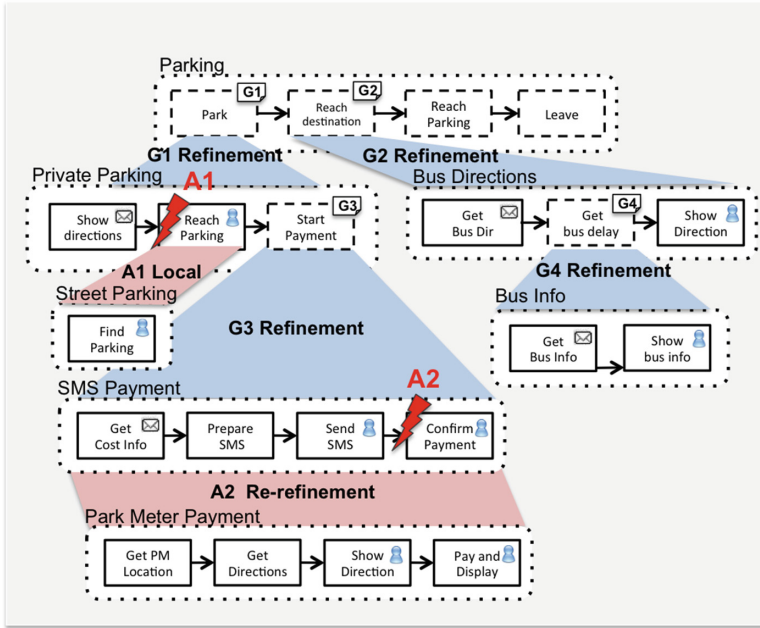 Parking
G1
G2
Park
Reach
destination
Reach
Parking
Leave
G1 Refinement
G2 Refinement
Private Parking
A1
Bus Directions
G3
G4
Show
directions
Reach
Parking
Start
Payment
Get
Bus Dir
Get
bus delay
Show
Direction
A1 Local
G4 Refinement
Street Parking
Bus Info
Find
Parking
G3 Refinement
Get
Bus Info
Show
bus info
SMS Payment
A2
Get
Cost Info
Prepare
SMS
Send
SMS
Confirm
Payment
A2 Re-refinement
Park Meter Payment
Get PM
Location
Get
Directions
Show
Direction
Pay and
Display